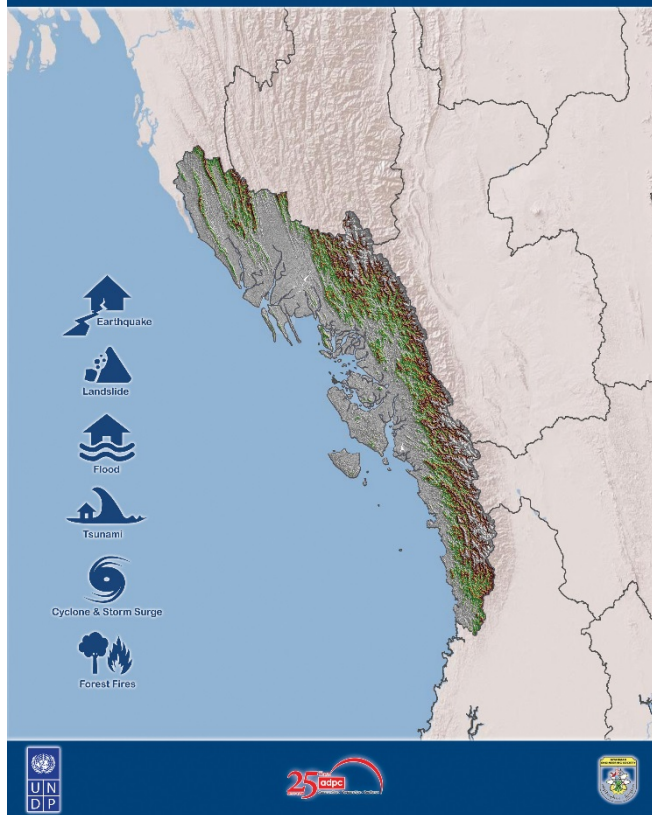 Earthquake
Landslide
Flood
Tsunami
Cyclone & Storm Surge
Forest Fires
U N
D P
25
adpc